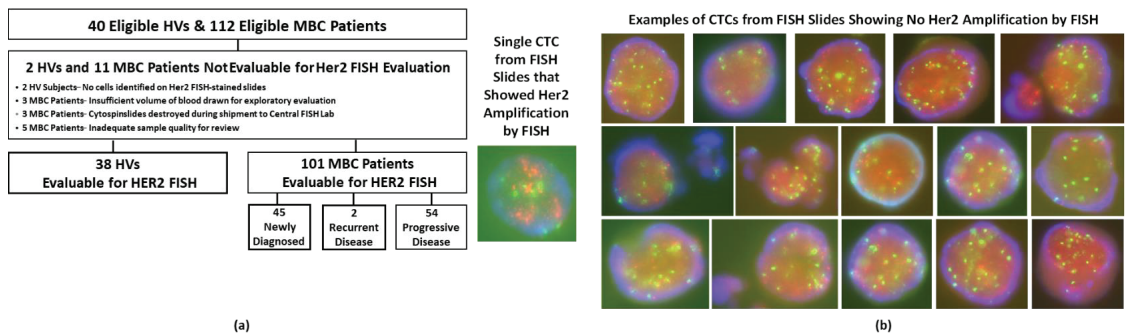 40 Eligible HVs & 112 Eligible MBC Patients
2 HVs and 11 MBC Patients NotEvaluable for Her2 FISH Evaluation
• 2 HV Subjects– No cells identified on Her2 FISH-stained slides
• 3 MBC Patients- Insufficient volume of blood drawn for exploratory evaluation
• 3 MBC Patients- Cytospinslides destroyed during shipment to Central FISH Lab
• 5 MBC Patients- Inadequate sample quality for review
38 HVs
Evaluable for HER2 FISH
101 MBC Patients
Evaluable for HER2 FISH
45
Newly
Diagnosed
2
Recurrent
Disease
54
Progressive
Disease
Single CTC
from FISH
Slides that
Showed Her2
Amplification
by FISH
(a)
Examples of CTCs from FISH Slides Showing No Her2 Amplification by FISH
(b)